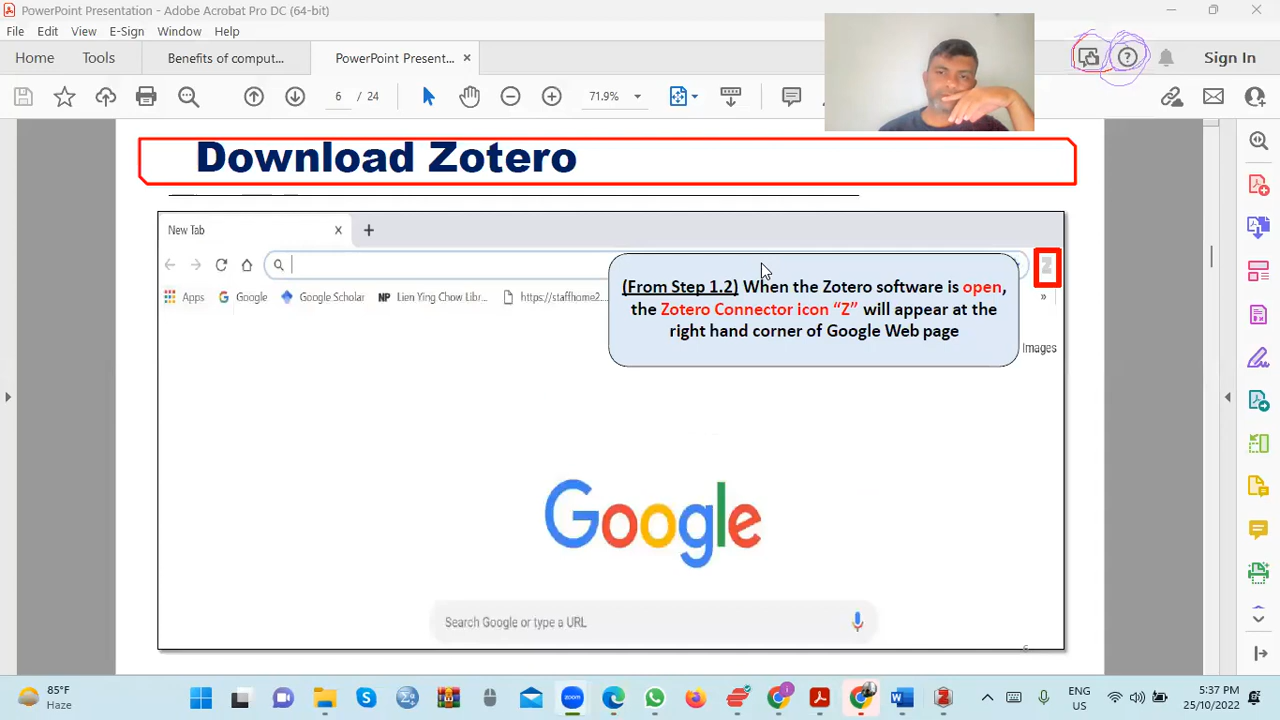 PowerPoint Presentation - Adobe Acrobat Pro DC (64-bit)
File Edit View E-Sign Window Help
Home Tools Benefits of comput... PowerPoint Present... × Sign In
6 / 24 71.9%
Download Zotero
New Tab
Apps Google Google Scholar NP Lien Ying Chow Libr... https://staffhome2.... »
(From Step 1.2) When the Zotero software is open,
the Zotero Connector icon “Z” will appear at the
right hand corner of Google Web page
Z
Images
Google
Search Google or type a URL
6
85°F
Haze
ENG
US
5:37 PM
25/10/2022